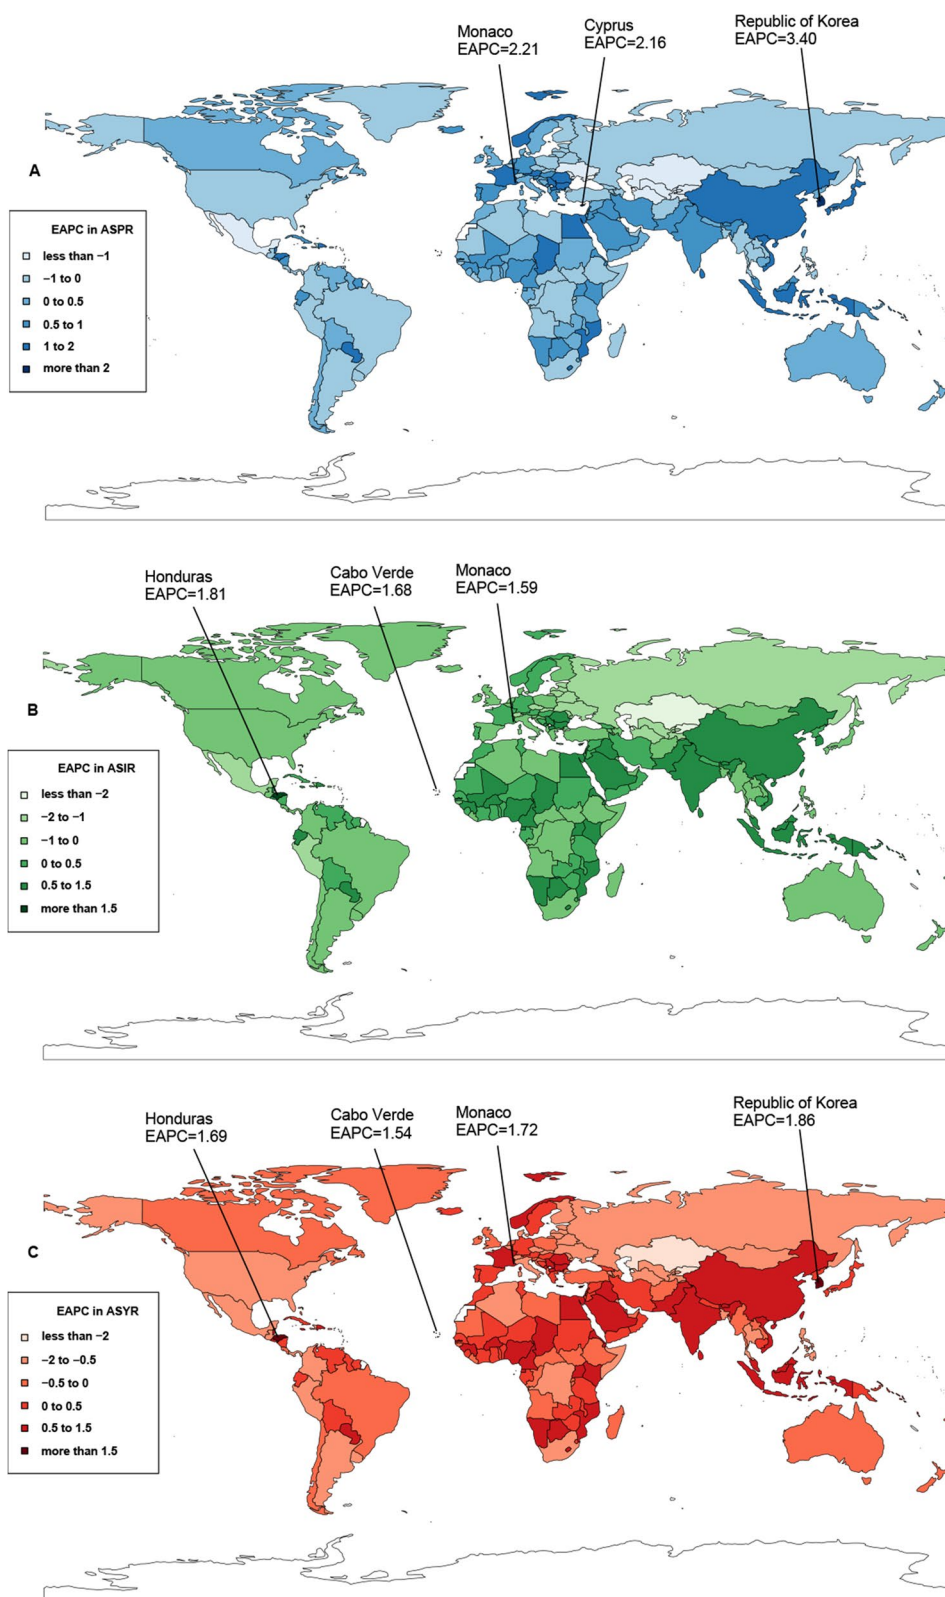 Monaco
EAPC=2.21
Cyprus
EAPC=2.16
Republic of Korea
EAPC=3.40
A
EAPC in ASPR
less than −1
−1 to 0
0 to 0.5
0.5 to 1
1 to 2
more than 2
Honduras
EAPC=1.81
Cabo Verde
EAPC=1.68
Monaco
EAPC=1.59
B
EAPC in ASIR
less than −2
−2 to −1
−1 to 0
0 to 0.5
0.5 to 1.5
more than 1.5
Honduras
EAPC=1.69
Cabo Verde
EAPC=1.54
Monaco
EAPC=1.72
Republic of Korea
EAPC=1.86
C
EAPC in ASYR
less than −2
−2 to −0.5
−0.5 to 0
0 to 0.5
0.5 to 1.5
more than 1.5